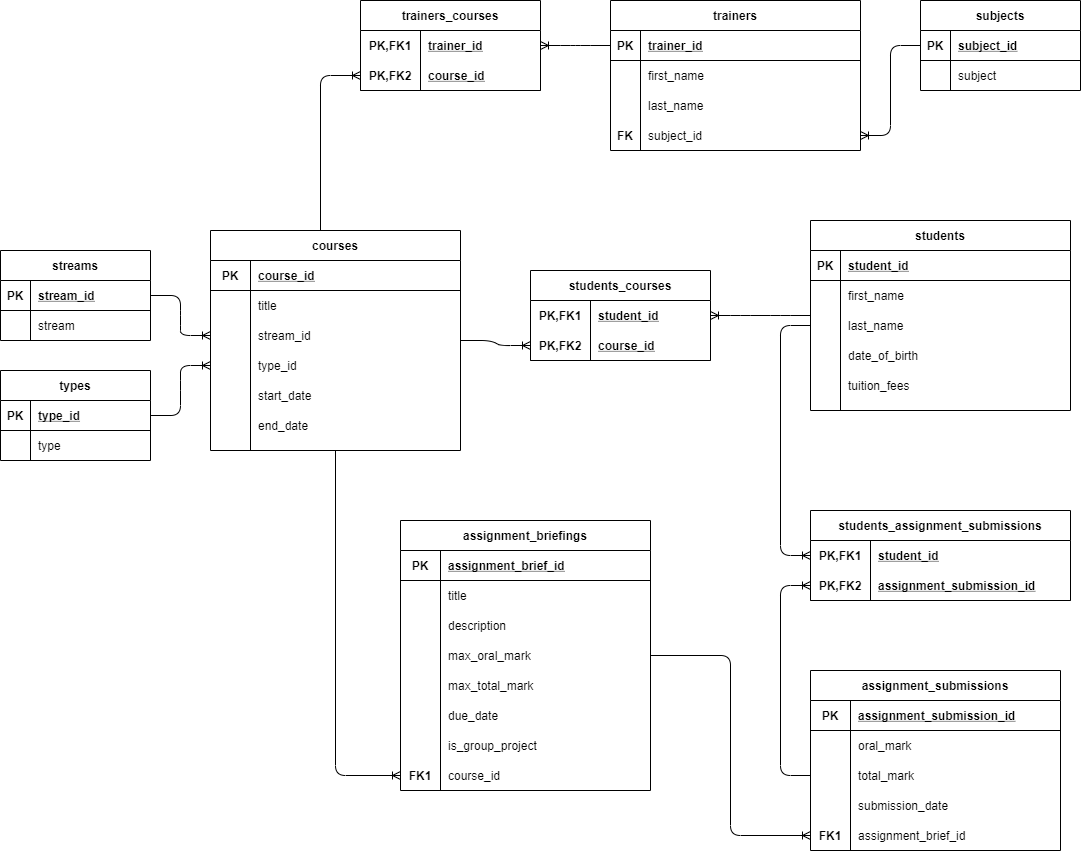 trainers_courses
PK,FK1 trainer_id
PK,FK2 course_id
trainers
PK trainer_id
first_name
last_name
FK subject_id
subjects
PK subject_id
subject
streams
PK stream_id
stream
types
PK type_id
type
courses
PK course_id
title
stream_id
type_id
start_date
end_date
students_courses
PK,FK1 student_id
PK,FK2 course_id
students
PK student_id
first_name
last_name
date_of_birth
tuition_fees
assignment_briefings
PK assignment_brief_id
title
description
max_oral_mark
max_total_mark
due_date
is_group_project
FK1 course_id
students_assignment_submissions
PK,FK1 student_id
PK,FK2 assignment_submission_id
assignment_submissions
PK assignment_submission_id
oral_mark
total_mark
submission_date
FK1 assignment_brief_id